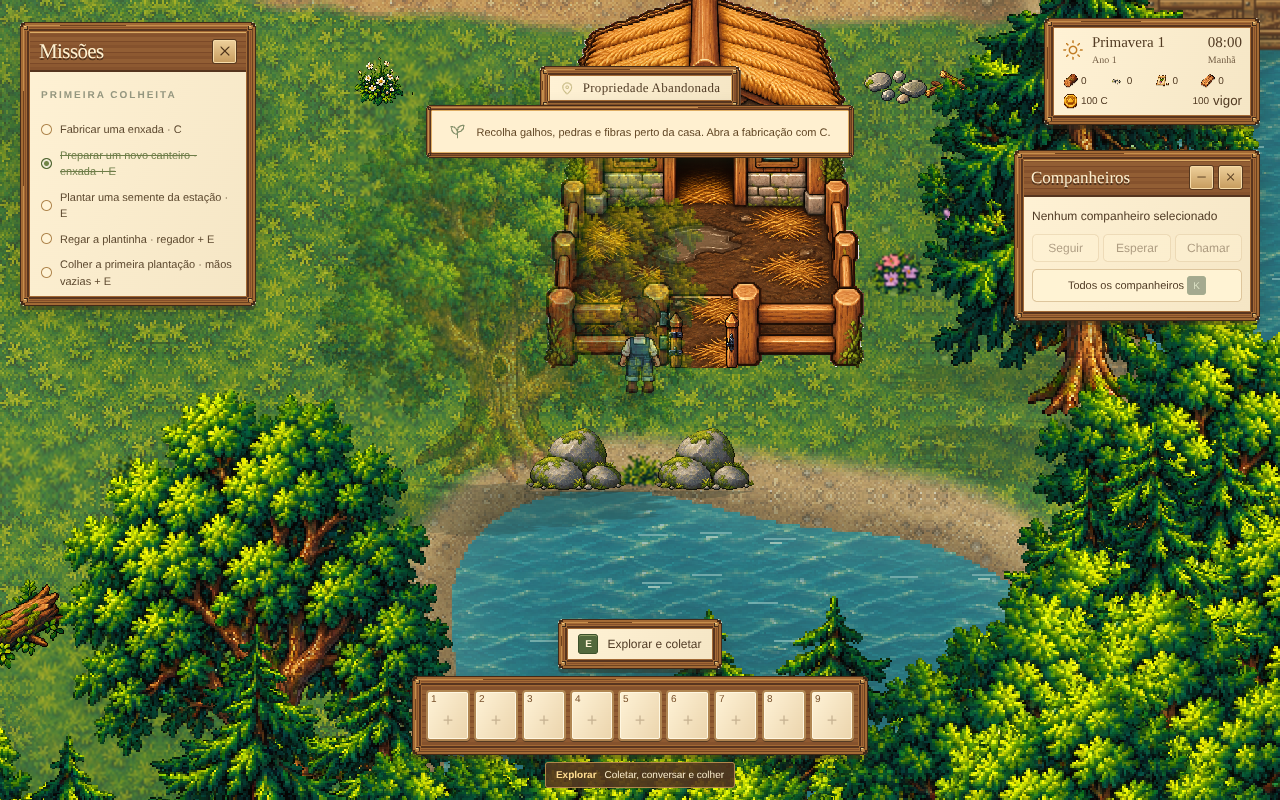 Missões
×
PRIMEIRA COLHEITA
Fabricar uma enxada · C
Preparar um novo canteiro ·
enxada + E
Plantar uma semente da estação ·
E
Regar a plantinha · regador + E
Colher a primeira plantação · mãos
vazias + E
Propriedade Abandonada
Recolha galhos, pedras e fibras perto da casa. Abra a fabricação com C.
Primavera 1 08:00
Ano 1 Manhã
0 0 0 0
100 C 100 vigor
Companheiros
Nenhum companheiro selecionado
Seguir Esperar Chamar
Todos os companheiros K
E Explorar e coletar
1 2 3 4 5 6 7 8 9
+ + + + + + + + +
Explorar Coletar, conversar e colher